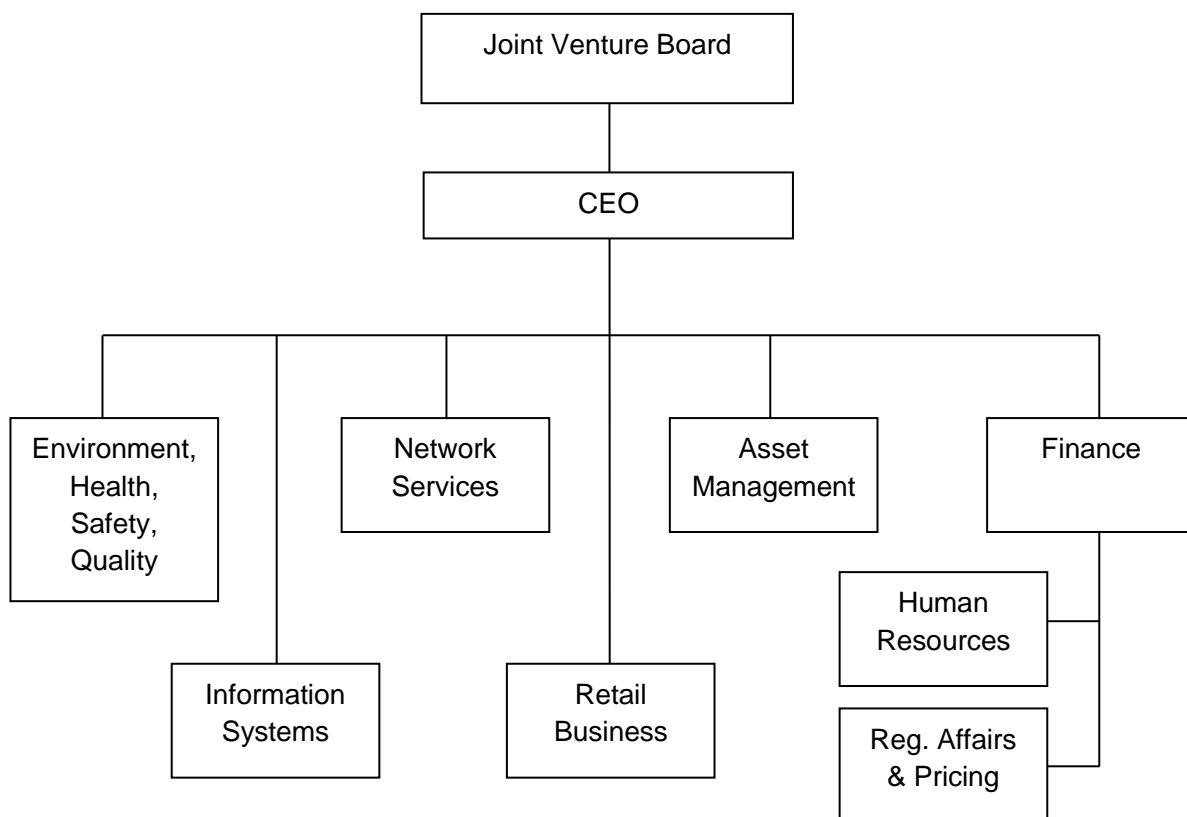 Joint Venture Board
CEO
Environment,
Health,
Safety,
Quality
Network
Services
Asset
Management
Finance
Human
Resources
Information
Systems
Retail
Business
Reg. Affairs
& Pricing